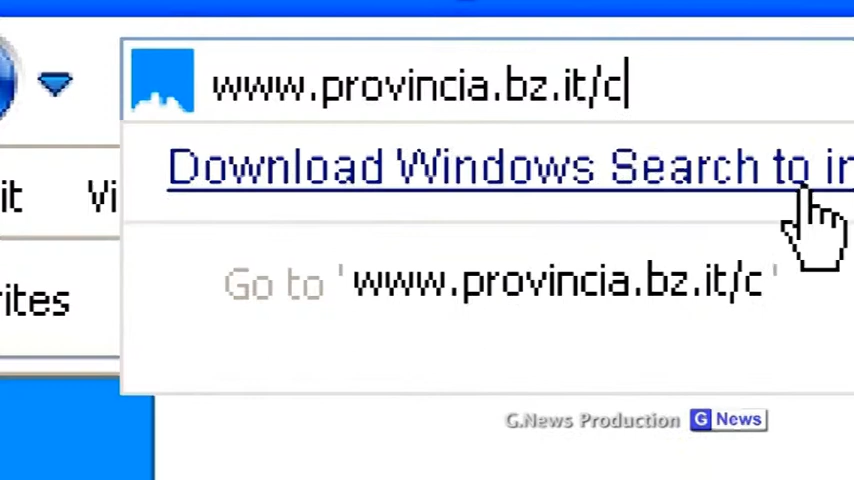 www.provincia.bz.it/c
Download Windows Search to in
it Vi
Go to 'www.provincia.bz.it/c'
rites
G.News Production G News